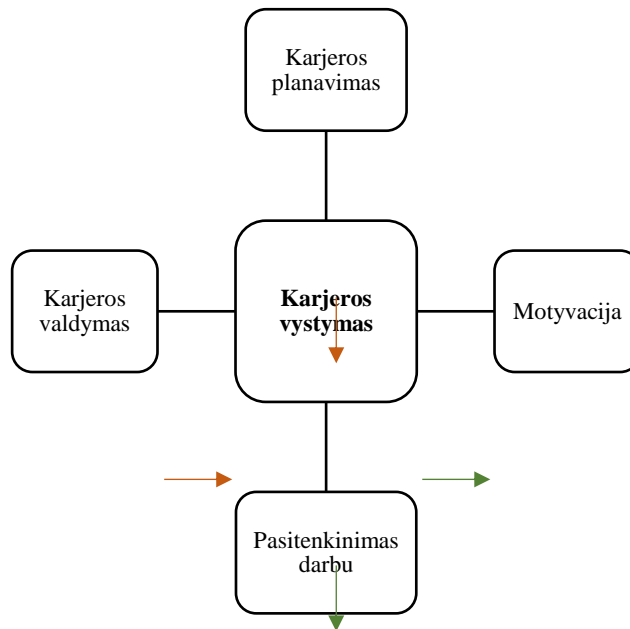 Karjeros
planavimas
Karjeros
valdymas
Karjeros
vystymas
Motyvacija
Pasitenkinimas
darbu